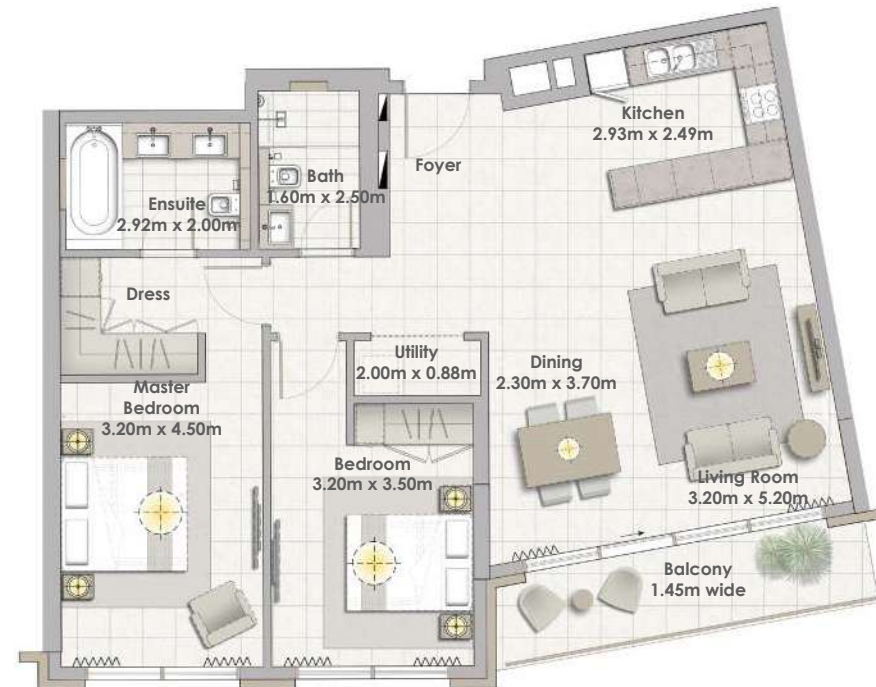 Kitchen
2.93m x 2.49m
Foyer
Bath
1.60m x 2.50m
Ensuite
2.92m x 2.00m
Dress
Utility
2.00m x 0.88m
Dining
2.30m x 3.70m
Master
Bedroom
3.20m x 4.50m
Bedroom
3.20m x 3.50m
Living Room
3.20m x 5.20m
Balcony
1.45m wide